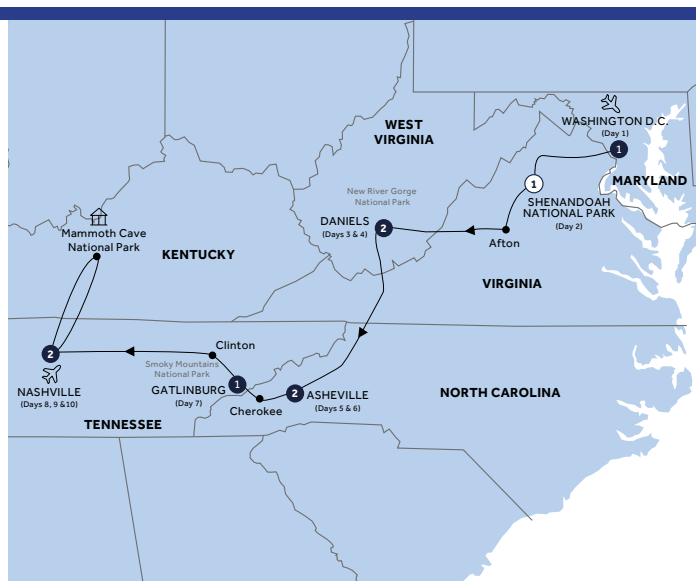 WASHINGTON D.C.
(Day 1)
1
WEST
VIRGINIA
MARYLAND
1
New River Gorge
National Park
SHENANDOAH
NATIONAL PARK
(Day 2)
DANIELS
(Days 3 & 4)
2
Afton
Mammoth Cave
National Park
KENTUCKY
VIRGINIA
Clinton
2
Smoky Mountains
National Park
NASHVILLE
(Days 8, 9 &10)
GATLINBURG
(Day 7)
1
Cherokee
2
ASHEVILLE
(Days 5 & 6)
NORTH CAROLINA
TENNESSEE